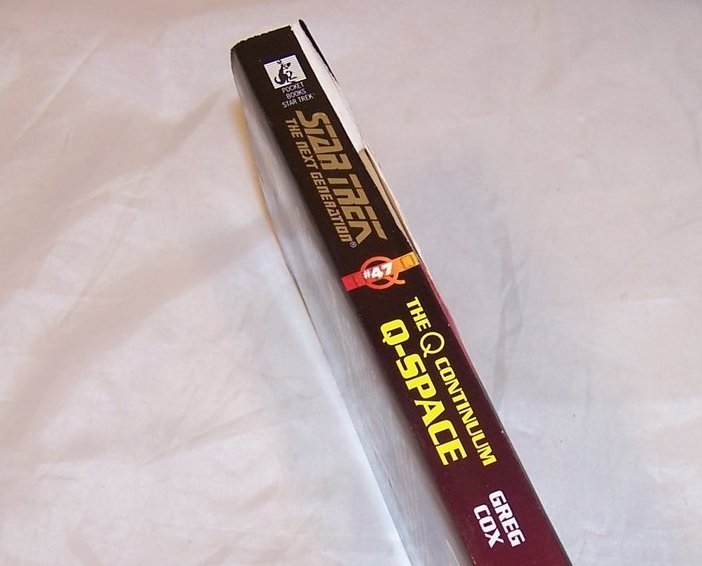 POCKET
BOOKS
STAR TREK
STAR TREK
THE NEXT GENERATION®
#47
THE Q CONTINUUM
Q-SPACE
GREG
COX